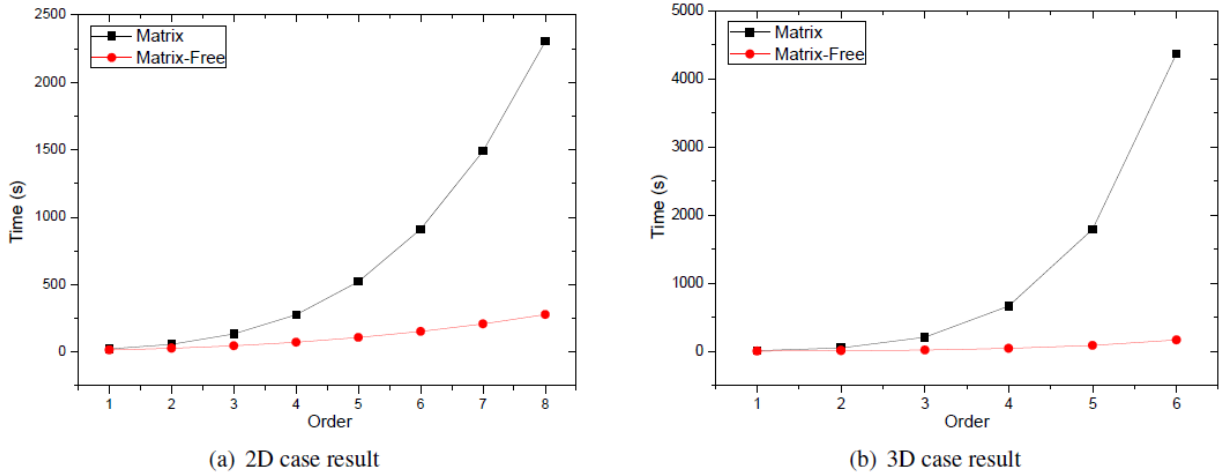 2500
2000
1500
1000
500
0
Time (s)
Matrix
Matrix-Free
1 2 3 4 5 6 7 8
Order
(a) 2D case result
5000
4000
3000
2000
1000
0
Time (s)
Matrix
Matrix-Free
1 2 3 4 5 6
Order
(b) 3D case result